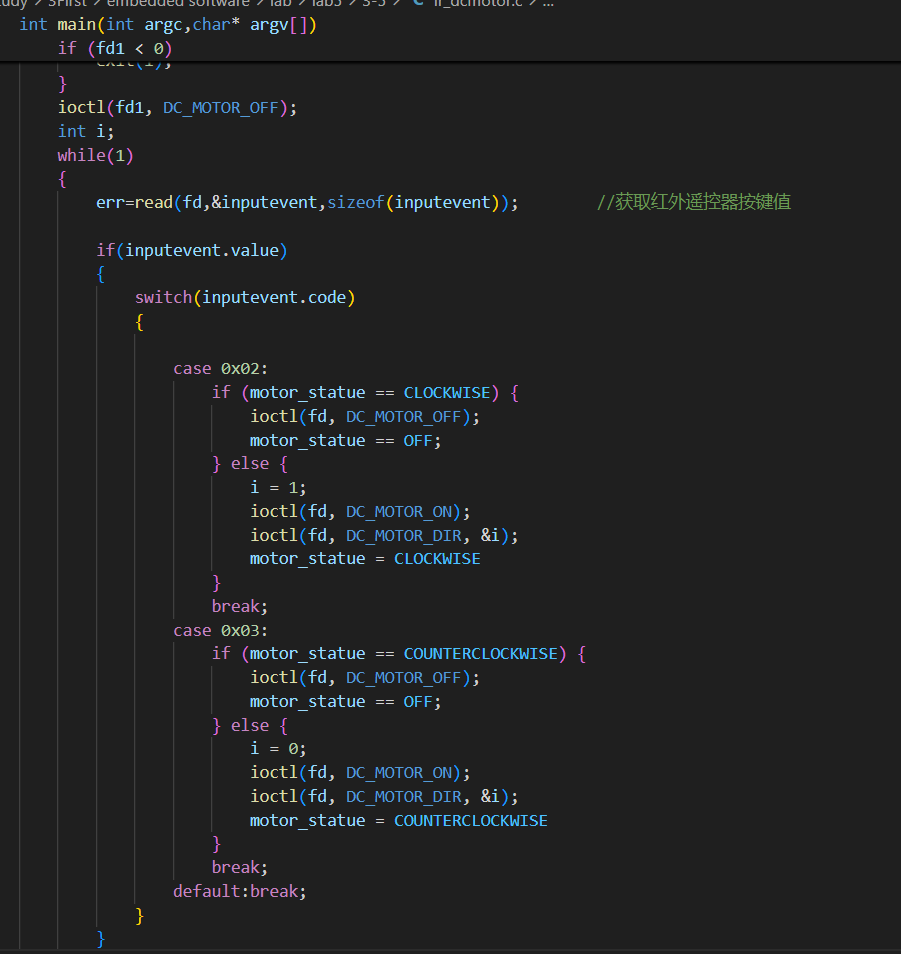 SFirst > embedded software > lab > lab5 > 3-5 > C ir_dcmotor.c > ...
int main(int argc,char* argv[])
if (fd1 < 0)
exit(1);
}
ioctl(fd1, DC_MOTOR_OFF);
int i;
while(1)
{
err=read(fd,&inputevent,sizeof(inputevent)); //获取红外遥控器按键值
if(inputevent.value)
{
switch(inputevent.code)
{
case 0x02:
if (motor_statue == CLOCKWISE) {
ioctl(fd, DC_MOTOR_OFF);
motor_statue == OFF;
} else {
i = 1;
ioctl(fd, DC_MOTOR_ON);
ioctl(fd, DC_MOTOR_DIR, &i);
motor_statue = CLOCKWISE
}
break;
case 0x03:
if (motor_statue == COUNTERCLOCKWISE) {
ioctl(fd, DC_MOTOR_OFF);
motor_statue == OFF;
} else {
i = 0;
ioctl(fd, DC_MOTOR_ON);
ioctl(fd, DC_MOTOR_DIR, &i);
motor_statue = COUNTERCLOCKWISE
}
break;
default:break;
}
}